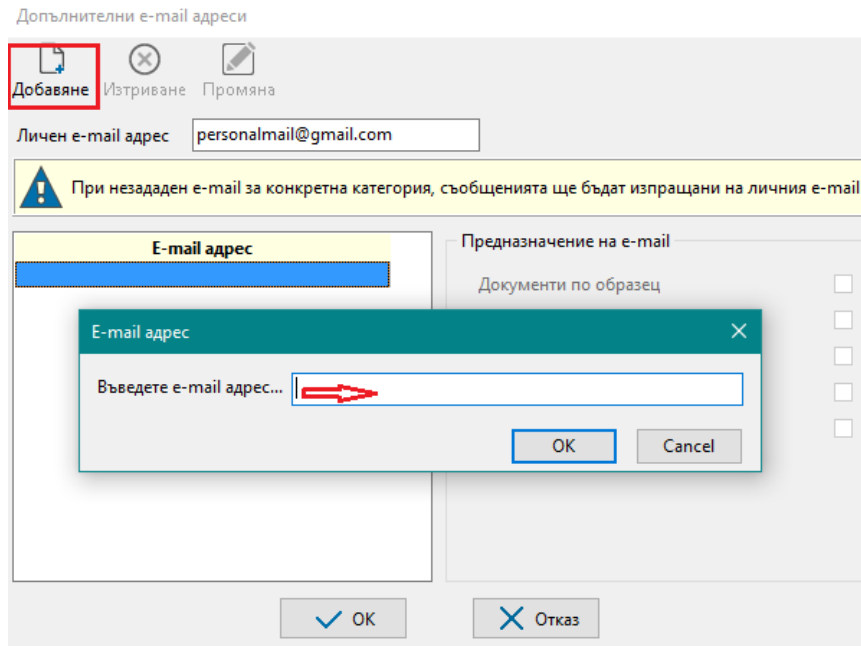 Допълнителни e-mail адреси
Добавяне Изтриване Промяна
Личен e-mail адрес personalmail@gmail.com
При незададен e-mail за конкретна категория, съобщенията ще бъдат изпращани на личния e-mail
E-mail адрес
Предназначение на e-mail
Документи по образец
E-mail адрес
Въведете e-mail адрес...
OK Cancel
OK Отказ